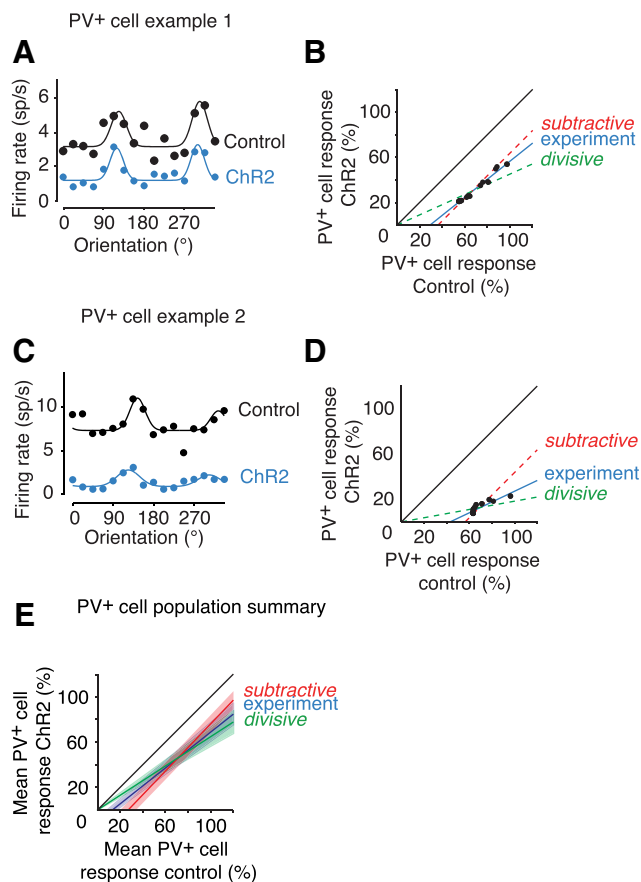 PV+ cell example 1
A
Firing rate (sp/s)
6
4
2
0
0 90 180 270
Orientation (°)
Control
ChR2
B
PV+ cell response
ChR2 (%)
100
60
20
0
20 60 100
PV+ cell response
Control (%)
subtractive
experiment
divisive
PV+ cell example 2
C
Firing rate (sp/s)
10
5
0
0 90 180 270
Orientation (°)
Control
ChR2
D
PV+ cell response
ChR2 (%)
100
60
20
0
20 60 100
PV+ cell response
control (%)
subtractive
experiment
divisive
PV+ cell population summary
E
Mean PV+ cell
response ChR2 (%)
100
60
20
0
20 60 100
Mean PV+ cell
response control (%)
subtractive
experiment
divisive